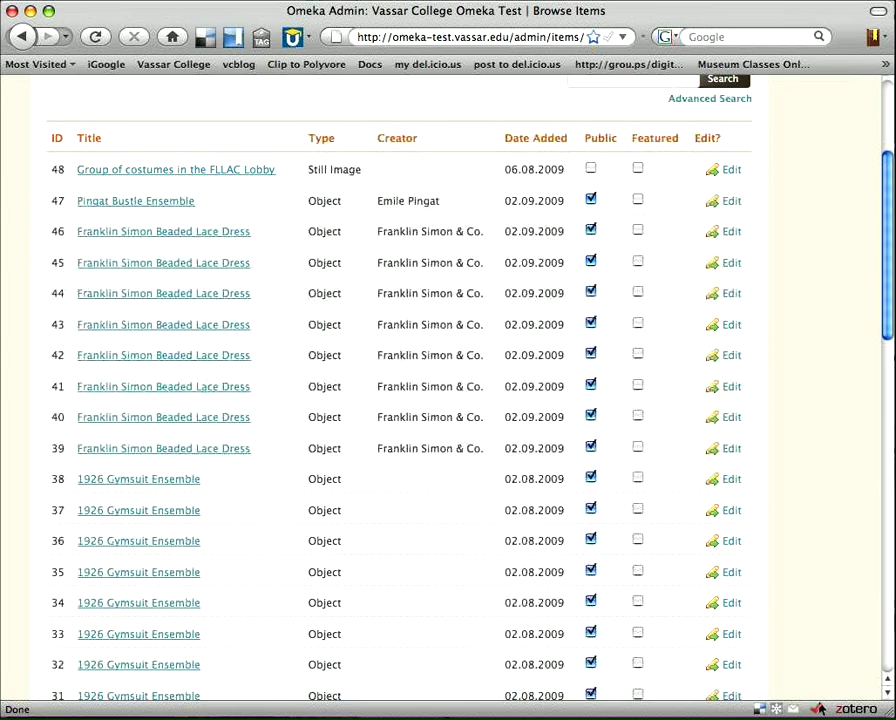 Omeka Admin: Vassar College Omeka Test | Browse Items
http://omeka-test.vassar.edu/admin/items/ Google
Most Visited iGoogle Vassar College vcblog Clip to Polyvore Docs my del.icio.us post to del.icio.us http://grou.ps/digit... Museum Classes Onl... »
Search
Advanced Search
ID Title Type Creator Date Added Public Featured Edit?
48 Group of costumes in the FLLAC Lobby Still Image 06.08.2009 Edit
47 Pingat Bustle Ensemble Object Emile Pingat 02.09.2009 Edit
46 Franklin Simon Beaded Lace Dress Object Franklin Simon & Co. 02.09.2009 Edit
45 Franklin Simon Beaded Lace Dress Object Franklin Simon & Co. 02.09.2009 Edit
44 Franklin Simon Beaded Lace Dress Object Franklin Simon & Co. 02.09.2009 Edit
43 Franklin Simon Beaded Lace Dress Object Franklin Simon & Co. 02.09.2009 Edit
42 Franklin Simon Beaded Lace Dress Object Franklin Simon & Co. 02.09.2009 Edit
41 Franklin Simon Beaded Lace Dress Object Franklin Simon & Co. 02.09.2009 Edit
40 Franklin Simon Beaded Lace Dress Object Franklin Simon & Co. 02.09.2009 Edit
39 Franklin Simon Beaded Lace Dress Object Franklin Simon & Co. 02.09.2009 Edit
38 1926 Gymsuit Ensemble Object 02.08.2009 Edit
37 1926 Gymsuit Ensemble Object 02.08.2009 Edit
36 1926 Gymsuit Ensemble Object 02.08.2009 Edit
35 1926 Gymsuit Ensemble Object 02.08.2009 Edit
34 1926 Gymsuit Ensemble Object 02.08.2009 Edit
33 1926 Gymsuit Ensemble Object 02.08.2009 Edit
32 1926 Gymsuit Ensemble Object 02.08.2009 Edit
31 1926 Gymsuit Ensemble Object 02.08.2009 Edit
Done zotero